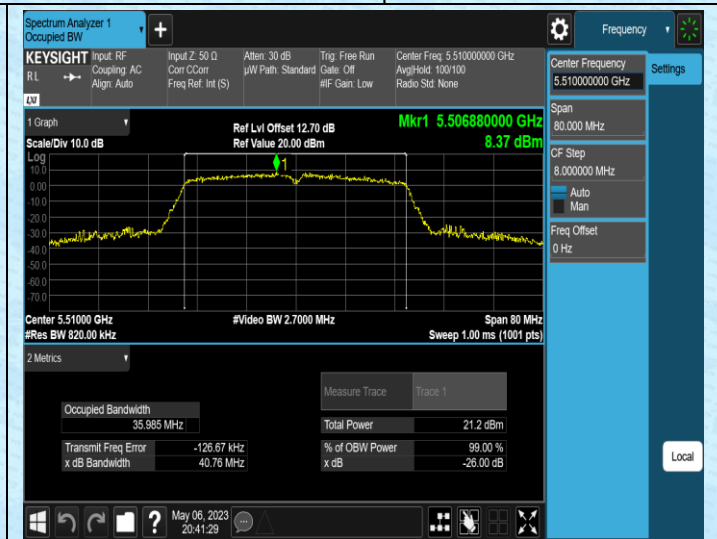 Spectrum Analyzer 1
Occupied BW
+
Frequency
KEYSIGHT
RL
LXI
Input: RF
Coupling: AC
Align: Auto
Input Z: 50 Ω
Corr CCorr
Freq Ref: Int (S)
Atten: 30 dB
µW Path: Standard
Trig: Free Run
Gate: Off
#IF Gain: Low
Center Freq: 5.510000000 GHz
Avg|Hold: 100/100
Radio Std: None
Center Frequency
5.510000000 GHz
Settings
Span
80.000 MHz
CF Step
8.000000 MHz
Auto
Man
Freq Offset
0 Hz
1 Graph
Scale/Div 10.0 dB
Ref Lvl Offset 12.70 dB
Ref Value 20.00 dBm
Mkr1 5.506880000 GHz
8.37 dBm
Log
10.0
0.00
-10.0
-20.0
-30.0
-40.0
-50.0
-60.0
-70.0
1
Center 5.51000 GHz
#Res BW 820.00 kHz
#Video BW 2.7000 MHz
Span 80 MHz
Sweep 1.00 ms (1001 pts)
2 Metrics
Measure Trace Trace 1
Occupied Bandwidth
35.985 MHz
Total Power 21.2 dBm
Transmit Freq Error -126.67 kHz
% of OBW Power 99.00 %
x dB Bandwidth 40.76 MHz
x dB -26.00 dB
Local
?
May 06, 2023
20:41:29